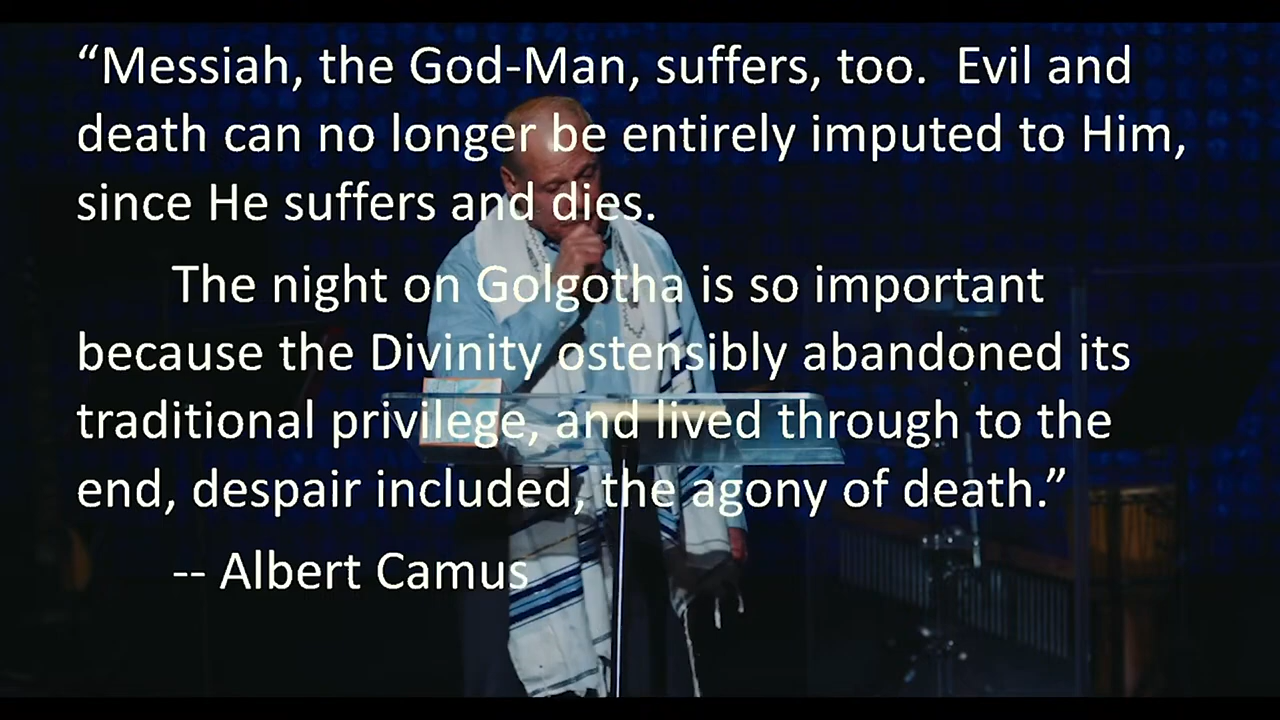 “Messiah, the God-Man, suffers, too.  Evil and
death can no longer be entirely imputed to Him,
since He suffers and dies.
The night on Golgotha is so important
because the Divinity ostensibly abandoned its
traditional privilege, and lived through to the
end, despair included, the agony of death.”
-- Albert Camus